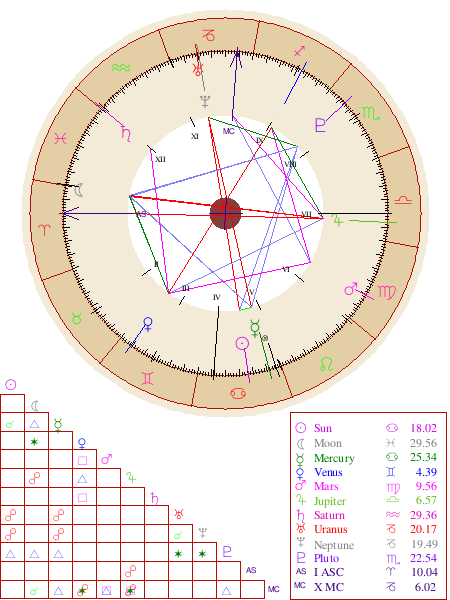 MC
IX
XI
VIII
XII
AS
VII
II
VI
III
IV
V
Sun 18.02
Moon 29.56
Mercury 25.34
Venus 4.39
Mars 9.56
Jupiter 6.57
Saturn 29.36
Uranus 20.17
Neptune 19.49
Pluto 22.54
AS I ASC 10.04
MC X MC 6.02
AS
MC